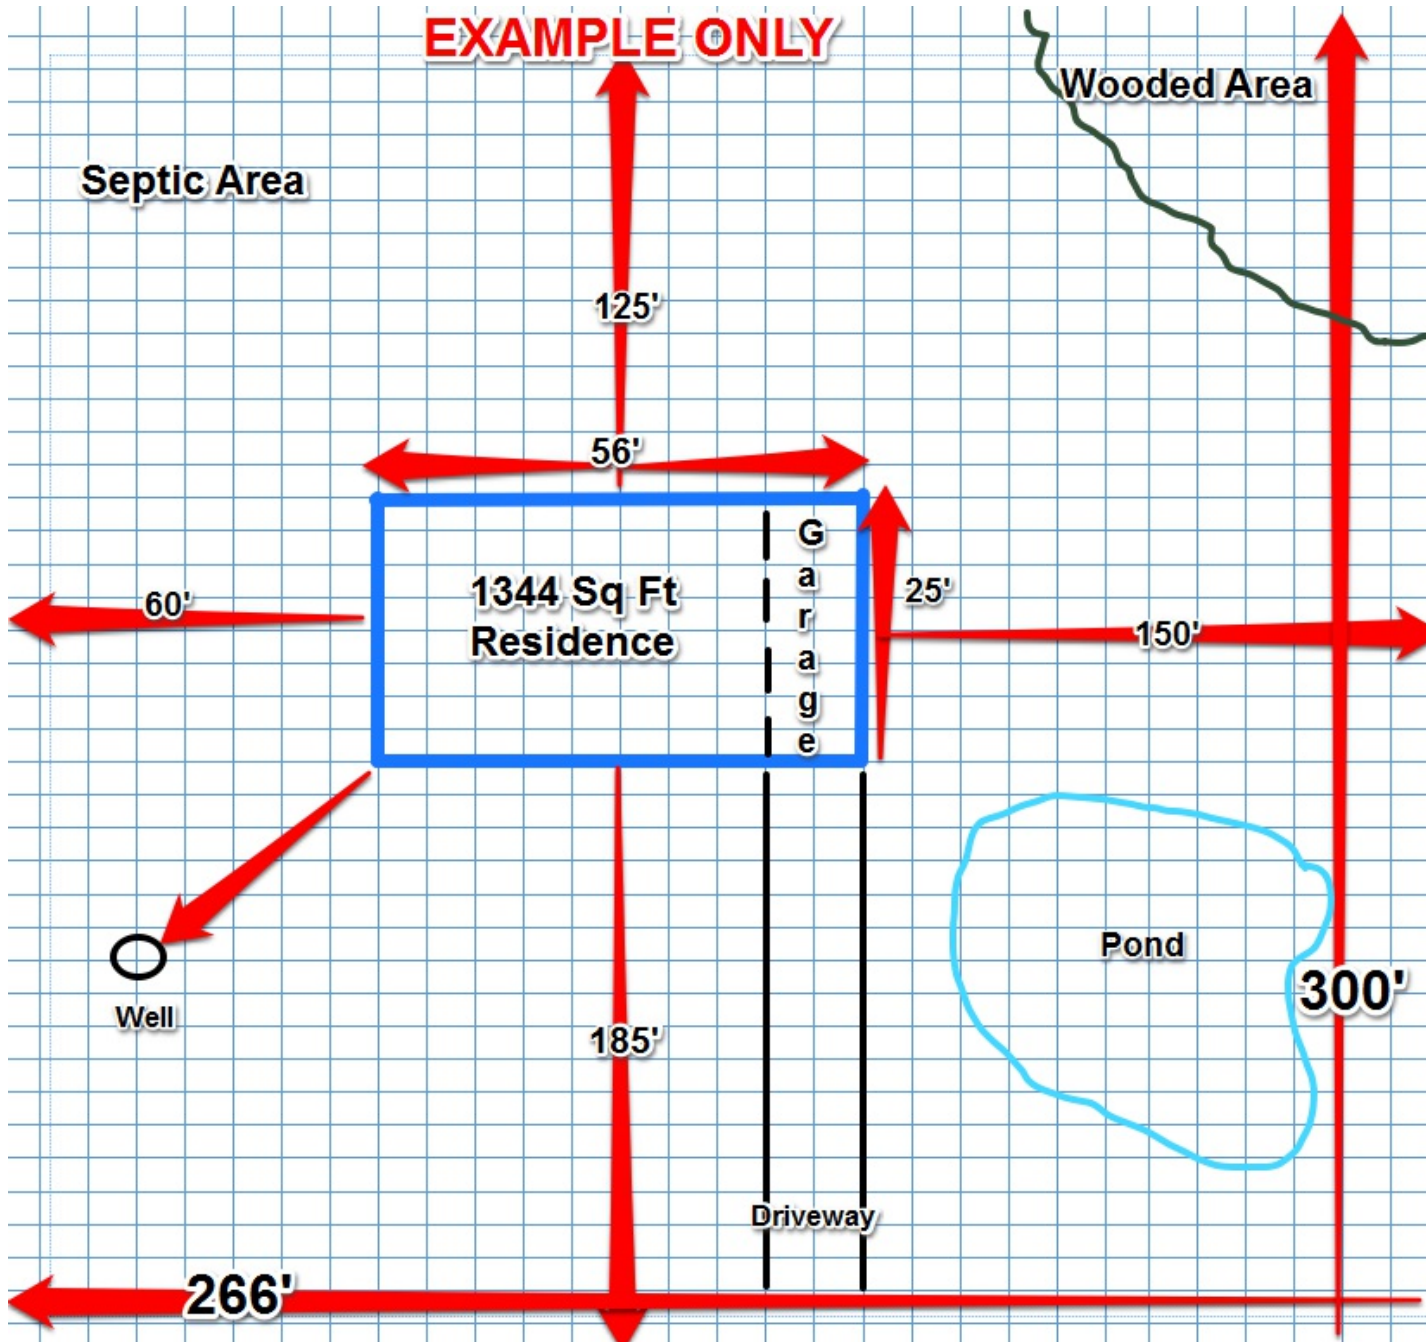 EXAMPLE ONLY
Wooded Area
Septic Area
125'
56'
Garage
1344 Sq Ft
Residence
25'
60'
150'
Pond
Well
300'
185'
Driveway
266'